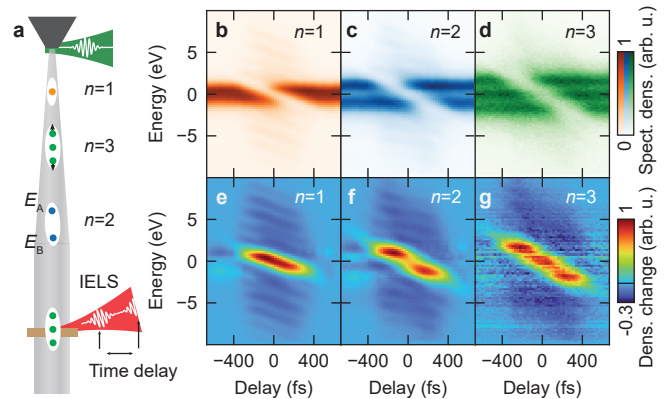 a
n=1
n=3
E_A
n=2
E_B
IELS
Time delay
b n=1
c n=2
d n=3
Energy (eV)
5
0
−5
1
0
Spect. dens. (arb. u.)
e n=1
f n=2
g n=3
Energy (eV)
5
0
−5
1
-0.3
Dens. change (arb. u.)
−400 0 400
−400 0 400
−400 0 400
Delay (fs)
Delay (fs)
Delay (fs)